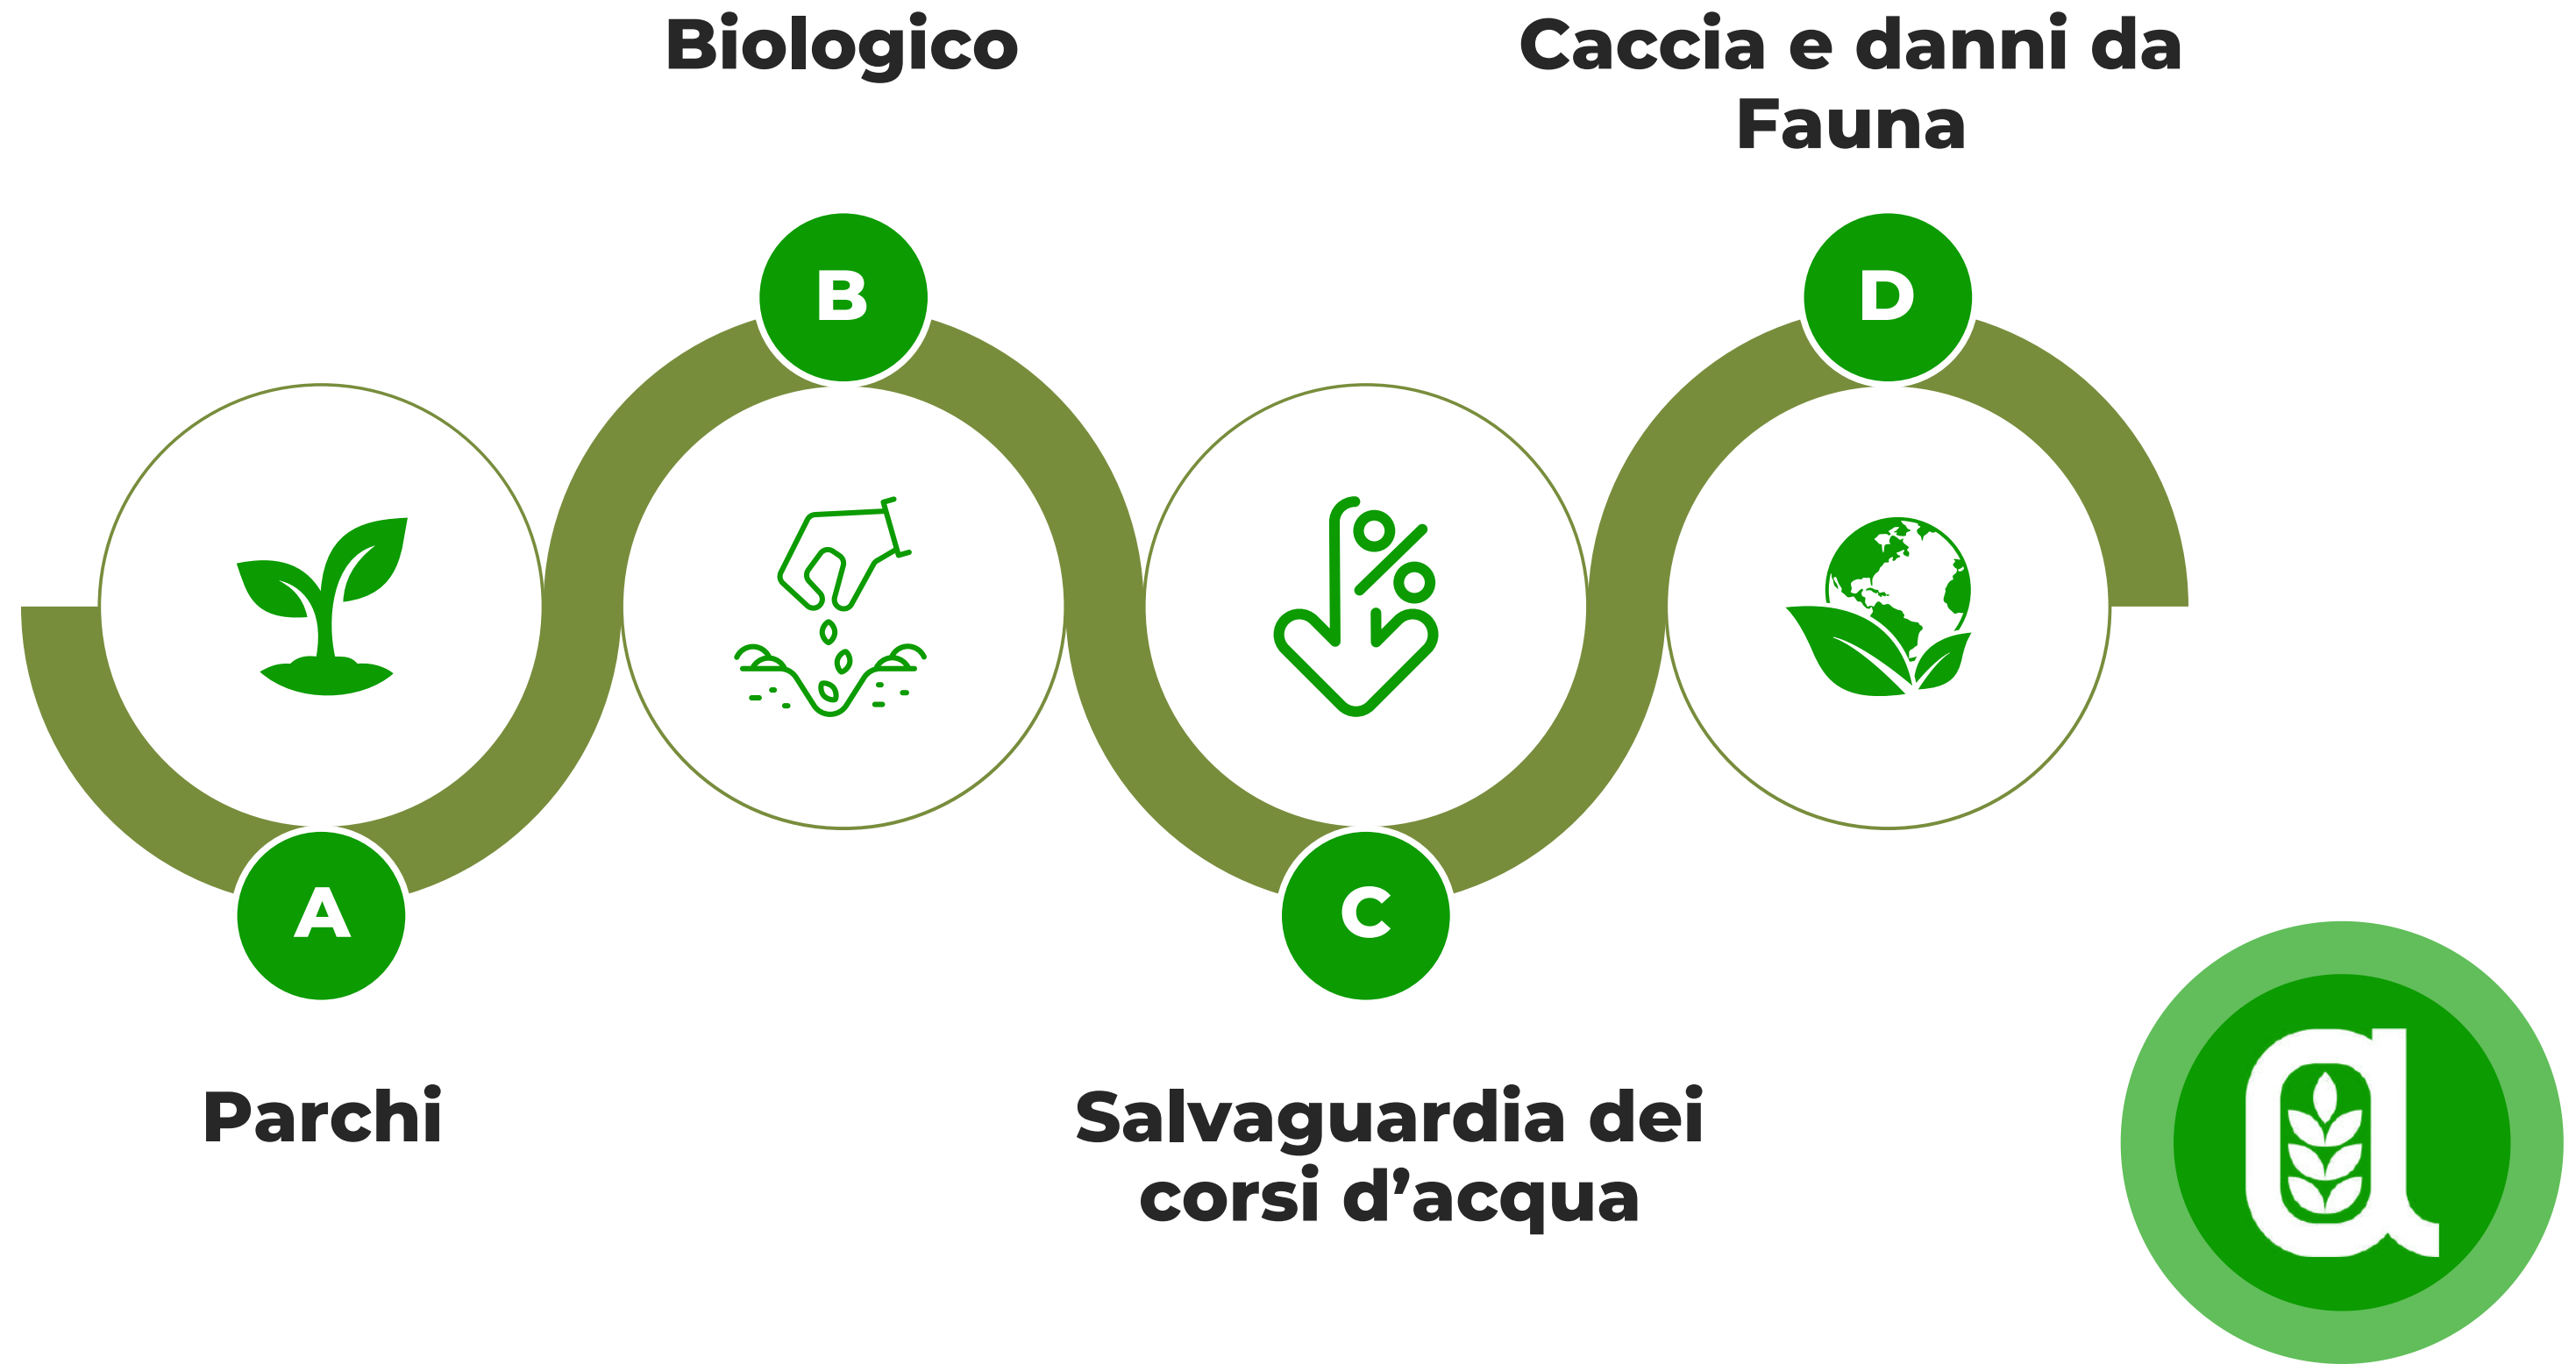 Biologico
Caccia e danni da
Fauna
B
D
%
A
C
Parchi
Salvaguardia dei
corsi d’acqua
a